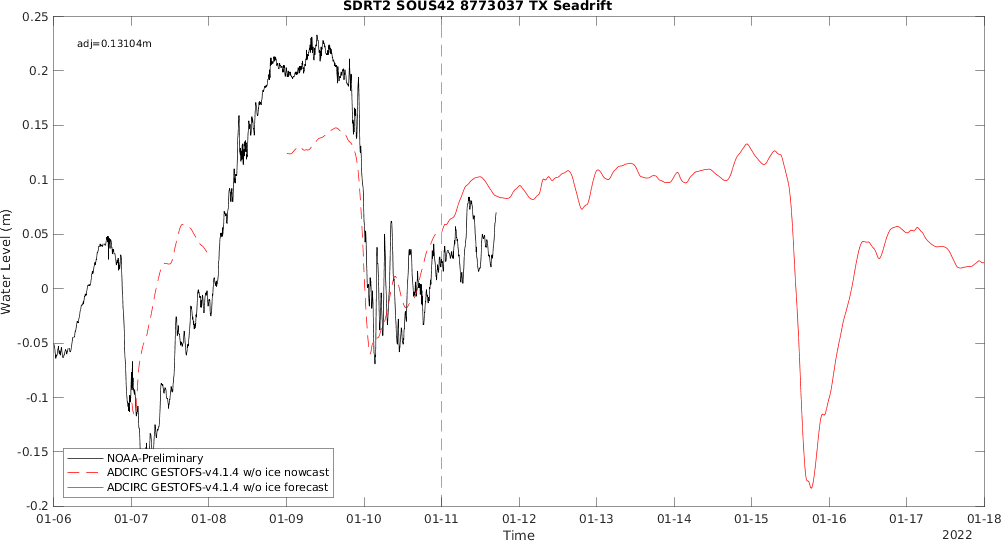 SDRT2 SOUS42 8773037 TX Seadrift
adj=0.13104m
0.25
0.2
0.15
0.1
0.05
0
-0.05
-0.1
-0.15
-0.2
Water Level (m)
NOAA-Preliminary
ADCIRC GESTOFS-v4.1.4 w/o ice nowcast
ADCIRC GESTOFS-v4.1.4 w/o ice forecast
01-06 01-07 01-08 01-09 01-10 01-11 01-12 01-13 01-14 01-15 01-16 01-17 01-18
Time
2022